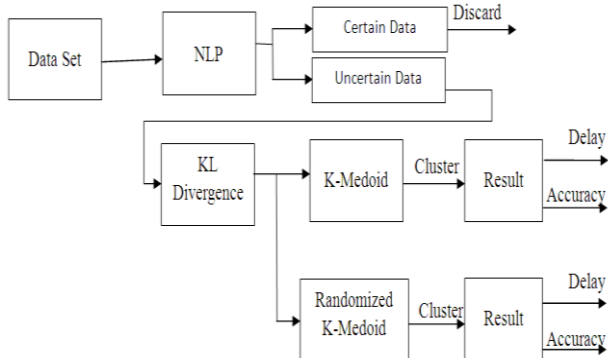 Discard
Certain Data
Data Set
NLP
Uncertain Data
KL
Divergence
K-Medoid
Cluster
Result
Delay
Accuracy
Randomized
K-Medoid
Cluster
Result
Delay
Accuracy